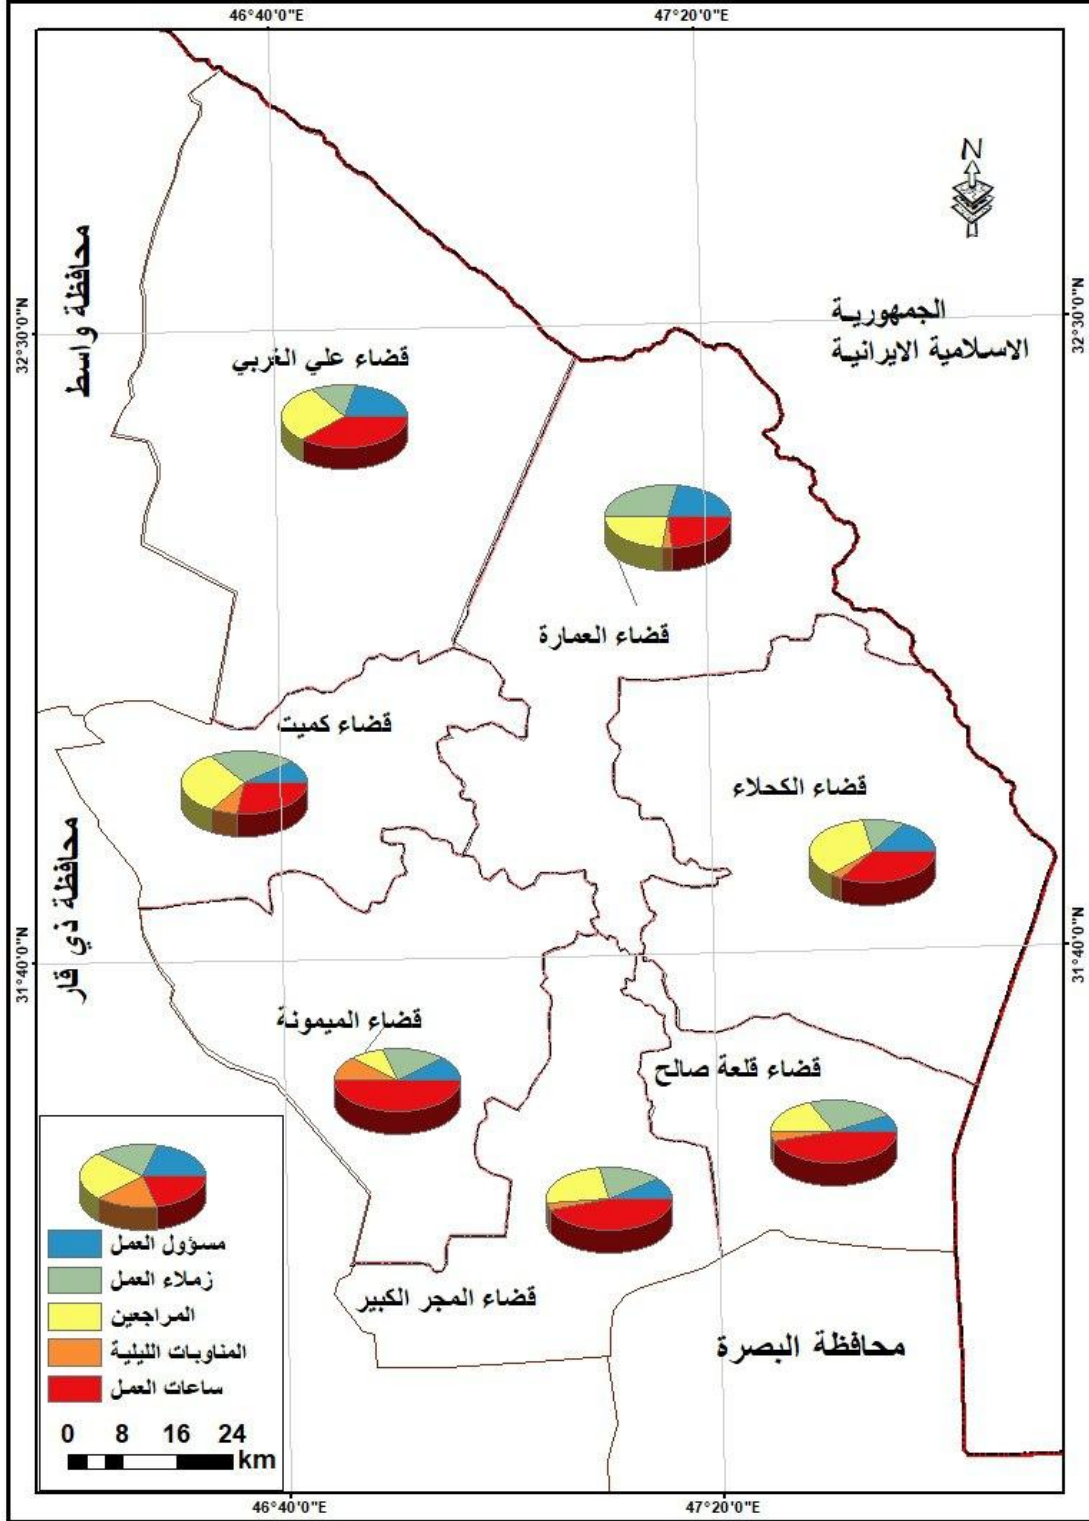 46°40'0"E
47°20'0"E
N
محافظة واسط
32°30'0"N
32°30'0"N
الجمهورية
الاسلامية الايرانية
قضاء علي الغربي
قضاء العمارة
قضاء كميت
قضاء الكحلاء
محافظة ذي قار
31°40'0"N
31°40'0"N
قضاء الميمونة
قضاء قلعة صالح
قضاء المجر الكبير
محافظة البصرة
مسؤول العمل
زملاء العمل
المراجعين
المناوبات الليلية
ساعات العمل
0 8 16 24
km
46°40'0"E
47°20'0"E